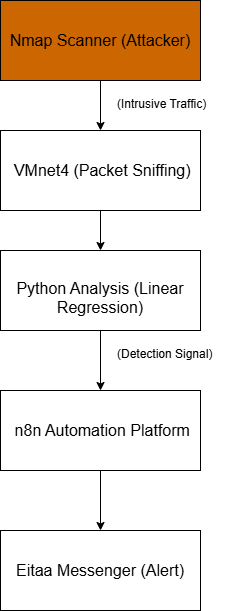 Nmap Scanner (Attacker)
(Intrusive Traffic)
VMnet4 (Packet Sniffing)
Python Analysis (Linear
Regression)
(Detection Signal)
n8n Automation Platform
Eitaa Messenger (Alert)